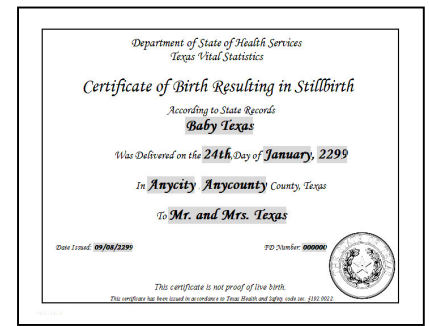 Department of State of Health Services
Texas Vital Statistics
Certificate of Birth Resulting in Stillbirth
According to State Records
Baby Texas
Was Delivered on the 24th, Day of January, 2299
In Anycity Anycounty County, Texas
To Mr. and Mrs. Texas
Date Issued: 09/08/2299 FD Number: 000000
This certificate is not proof of live birth.
This certificate has been issued in accordance to Texas Health and Safety code sec. §192.0022